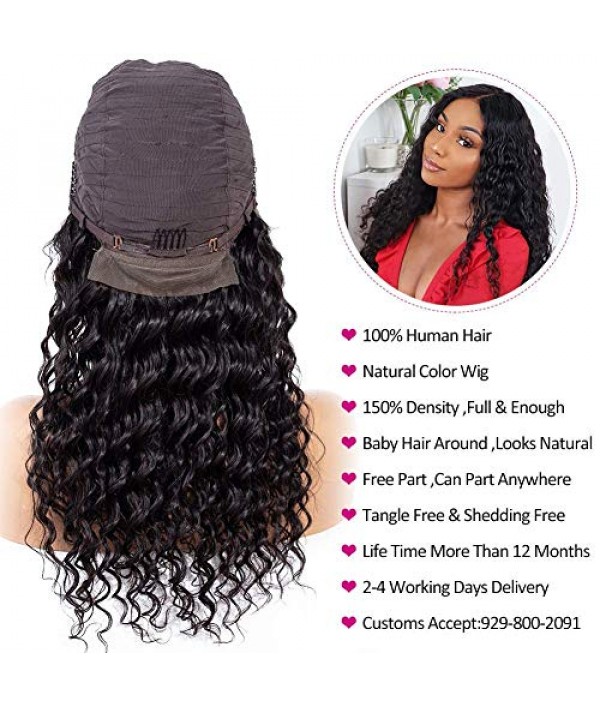 100% Human Hair
Natural Color Wig
150% Density ,Full & Enough
Baby Hair Around ,Looks Natural
Free Part ,Can Part Anywhere
Tangle Free & Shedding Free
Life Time More Than 12 Months
2-4 Working Days Delivery
Customs Accept:929-800-2091